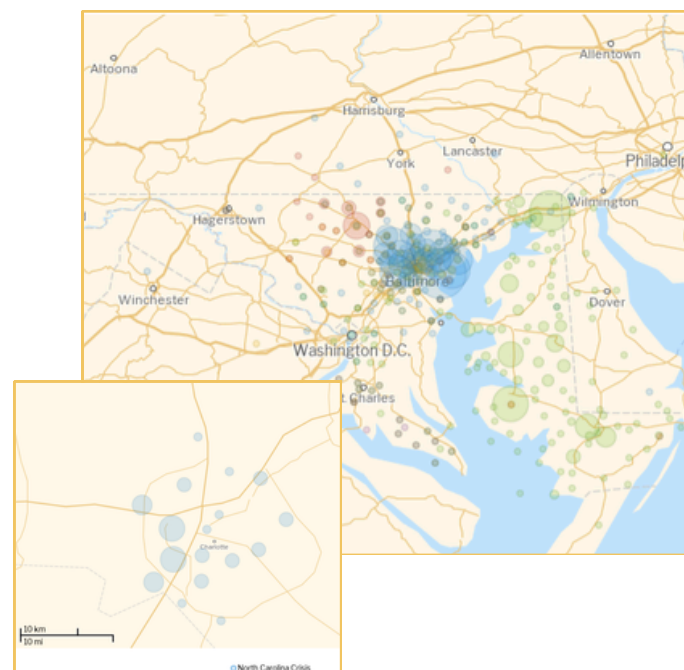 Altoona
Allentown
Harrisburg
York
Lancaster
Philadelp
Hagerstown
Wilmington
Baltimore
Winchester
Dover
Washington D.C.
t. Charles
Charlotte
10 km
10 mi
North Carolina Crisis